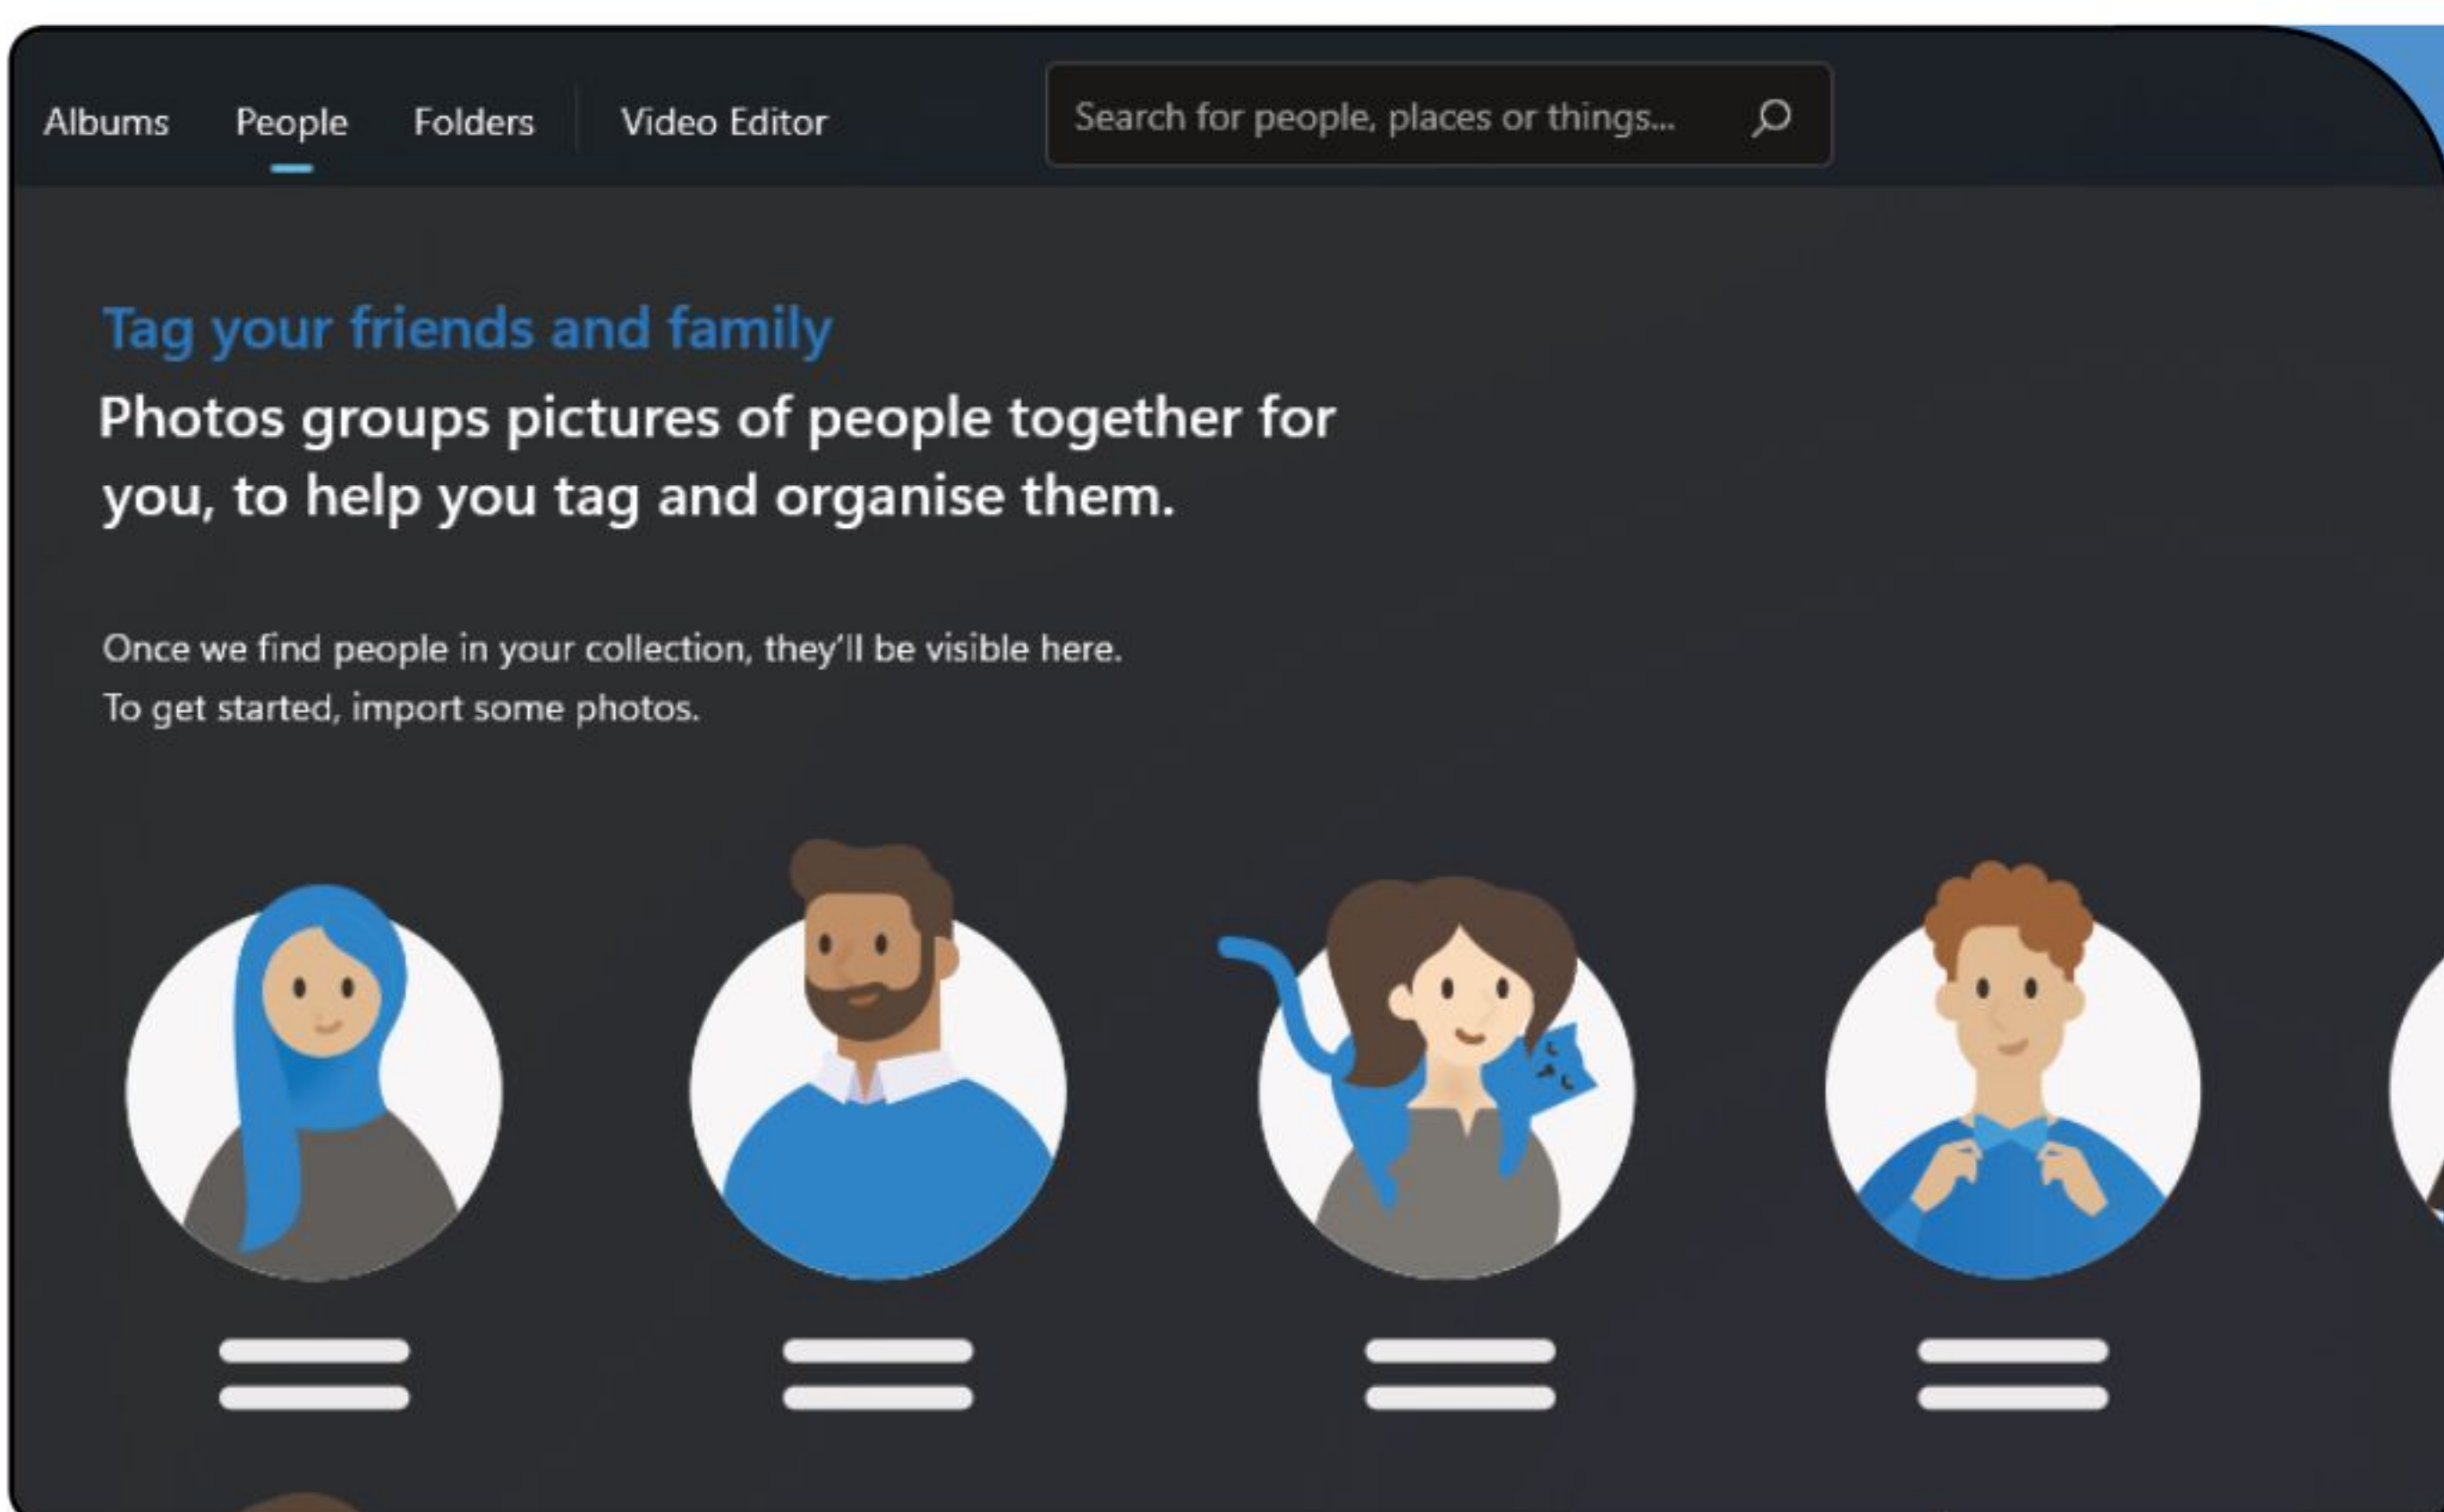 Albums People Folders Video Editor Search for people, places or things...
Tag your friends and family
Photos groups pictures of people together for
you, to help you tag and organise them.
Once we find people in your collection, they'll be visible here.
To get started, import some photos.